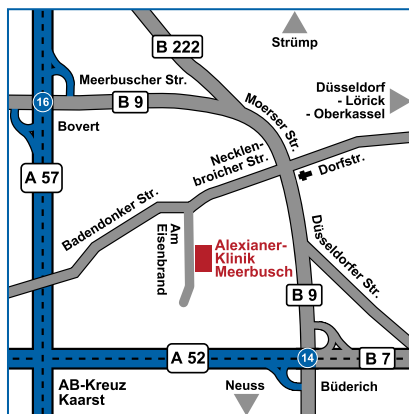 B 222
Strümp
Meerbuscher Str.
Düsseldorf
- Lörick
- Oberkassel
16
B 9
Moerser Str.
Bovert
Necklen-
broicher Str.
Dorfstr.
A 57
Badendonker Str.
Am
Eisenbrand
Alexianer-
Klinik
Meerbusch
Düsseldorfer Str.
B 9
A 52
14
B 7
AB-Kreuz
Kaarst
Neuss
Büderich